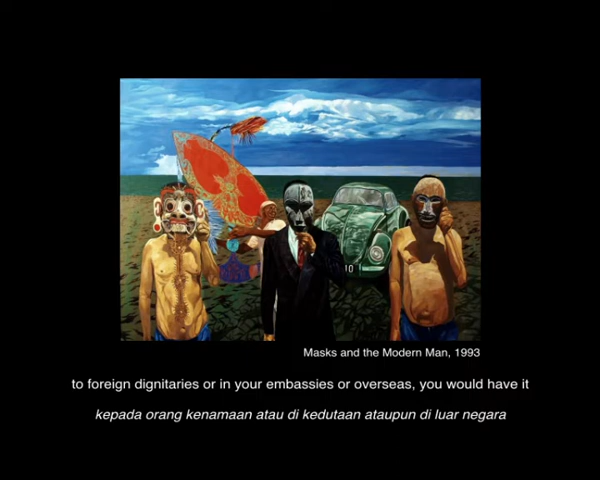 10
Masks and the Modern Man, 1993
to foreign dignitaries or in your embassies or overseas, you would have it
kepada orang kenamaan atau di kedutaan ataupun di luar negara